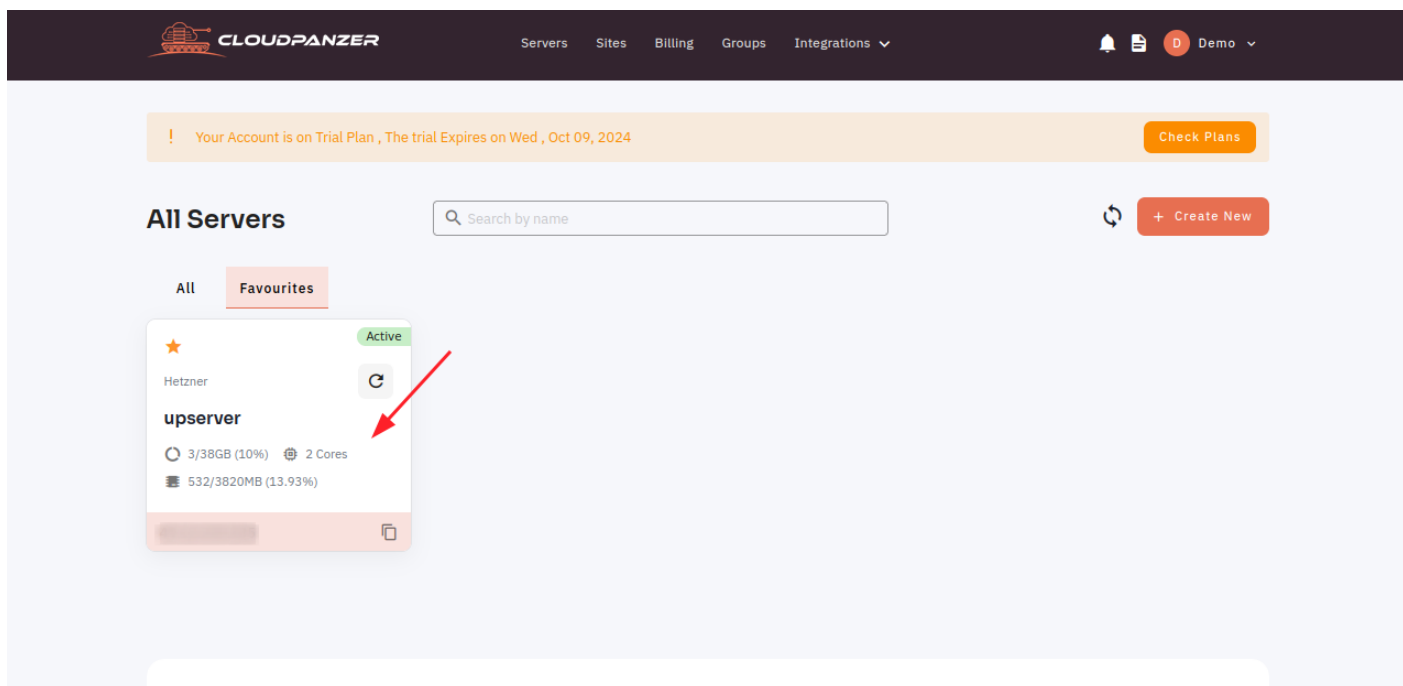 CLOUDPANZER Servers Sites Billing Groups Integrations D Demo
! Your Account is on Trial Plan , The trial Expires on Wed , Oct 09, 2024 Check Plans
All Servers Search by name + Create New
All Favourites
Active
Hetzner
upserver
3/38GB (10%) 2 Cores
532/3820MB (13.93%)